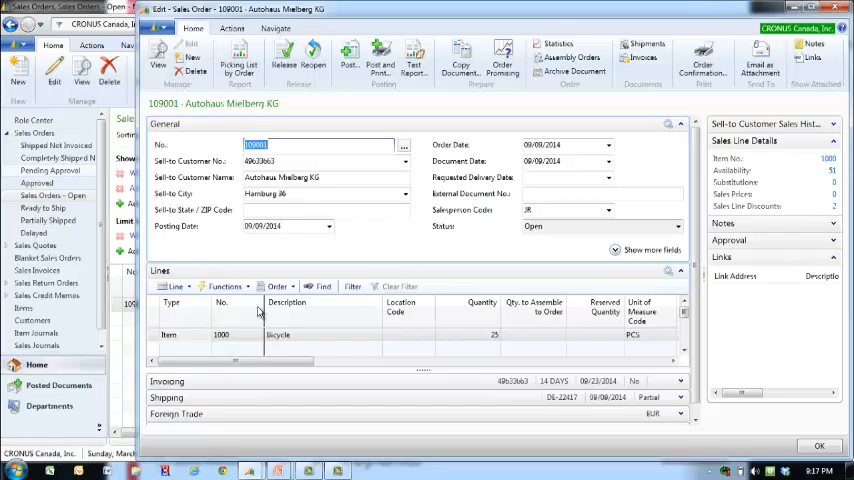 Sales Orders, Sales Orders - Open -
Edit - Sales Order - 109001 - Autohaus Mielberg KG
CRONUS Canada, Inc.
Home Actions
Home Actions Navigate
CRONUS Canada, Inc.
New
Edit View Delete
Manage
View
Edit
New
Delete
Manage
Picking List by Order
Report
Release Reopen
Release
Post... Post and Print... Test Report...
Posting
Copy Document... Order Promising
Statistics
Assembly Orders
Archive Document
Prepare
Shipments
Invoices
Documents
Order Confirmation...
Print
Email as Attachment
Send To
Notes
Links
Show Attached
Role Center
Sales Orders
Shipped Not Invoiced
Completely Shipped N
Pending Approval
Approved
Sales Orders - Open
Ready to Ship
Partially Shipped
Delayed
Sales Quotes
Blanket Sales Orders
Sales Invoices
Sales Return Orders
Sales Credit Memos
Items
Customers
Item Journals
Sales Journals
Home
Posted Documents
Departments
CRONUS Canada, Inc.
Sunday, March
Sale
Sorting
Show
Limit
No.
109
109001 - Autohaus Mielberg KG
General
No.: 109001
Sell-to Customer No.: 49633663
Sell-to Customer Name: Autohaus Mielberg KG
Sell-to City: Hamburg 36
Sell-to State / ZIP Code:
Posting Date: 09/09/2014
Order Date: 09/09/2014
Document Date: 09/09/2014
Requested Delivery Date:
External Document No.:
Salesperson Code: JR
Status: Open
Show more fields
Lines
Line Functions Order Find Filter Clear Filter
Type No. Description Location Code Quantity Qty. to Assemble to Order Reserved Quantity Unit of Measure Code
Item 1000 Bicycle 25 PCS
Invoicing 49633663 14 DAYS 09/23/2014 No
Shipping DE-22417 09/09/2014 Partial
Foreign Trade EUR
Sell-to Customer Sales Hist...
Sales Line Details
Item No.: 1000
Availability: 51
Substitutions: 0
Sales Prices: 0
Sales Line Discounts: 2
Notes
Approval
Links
Link Address Descriptio
OK
9:17 PM